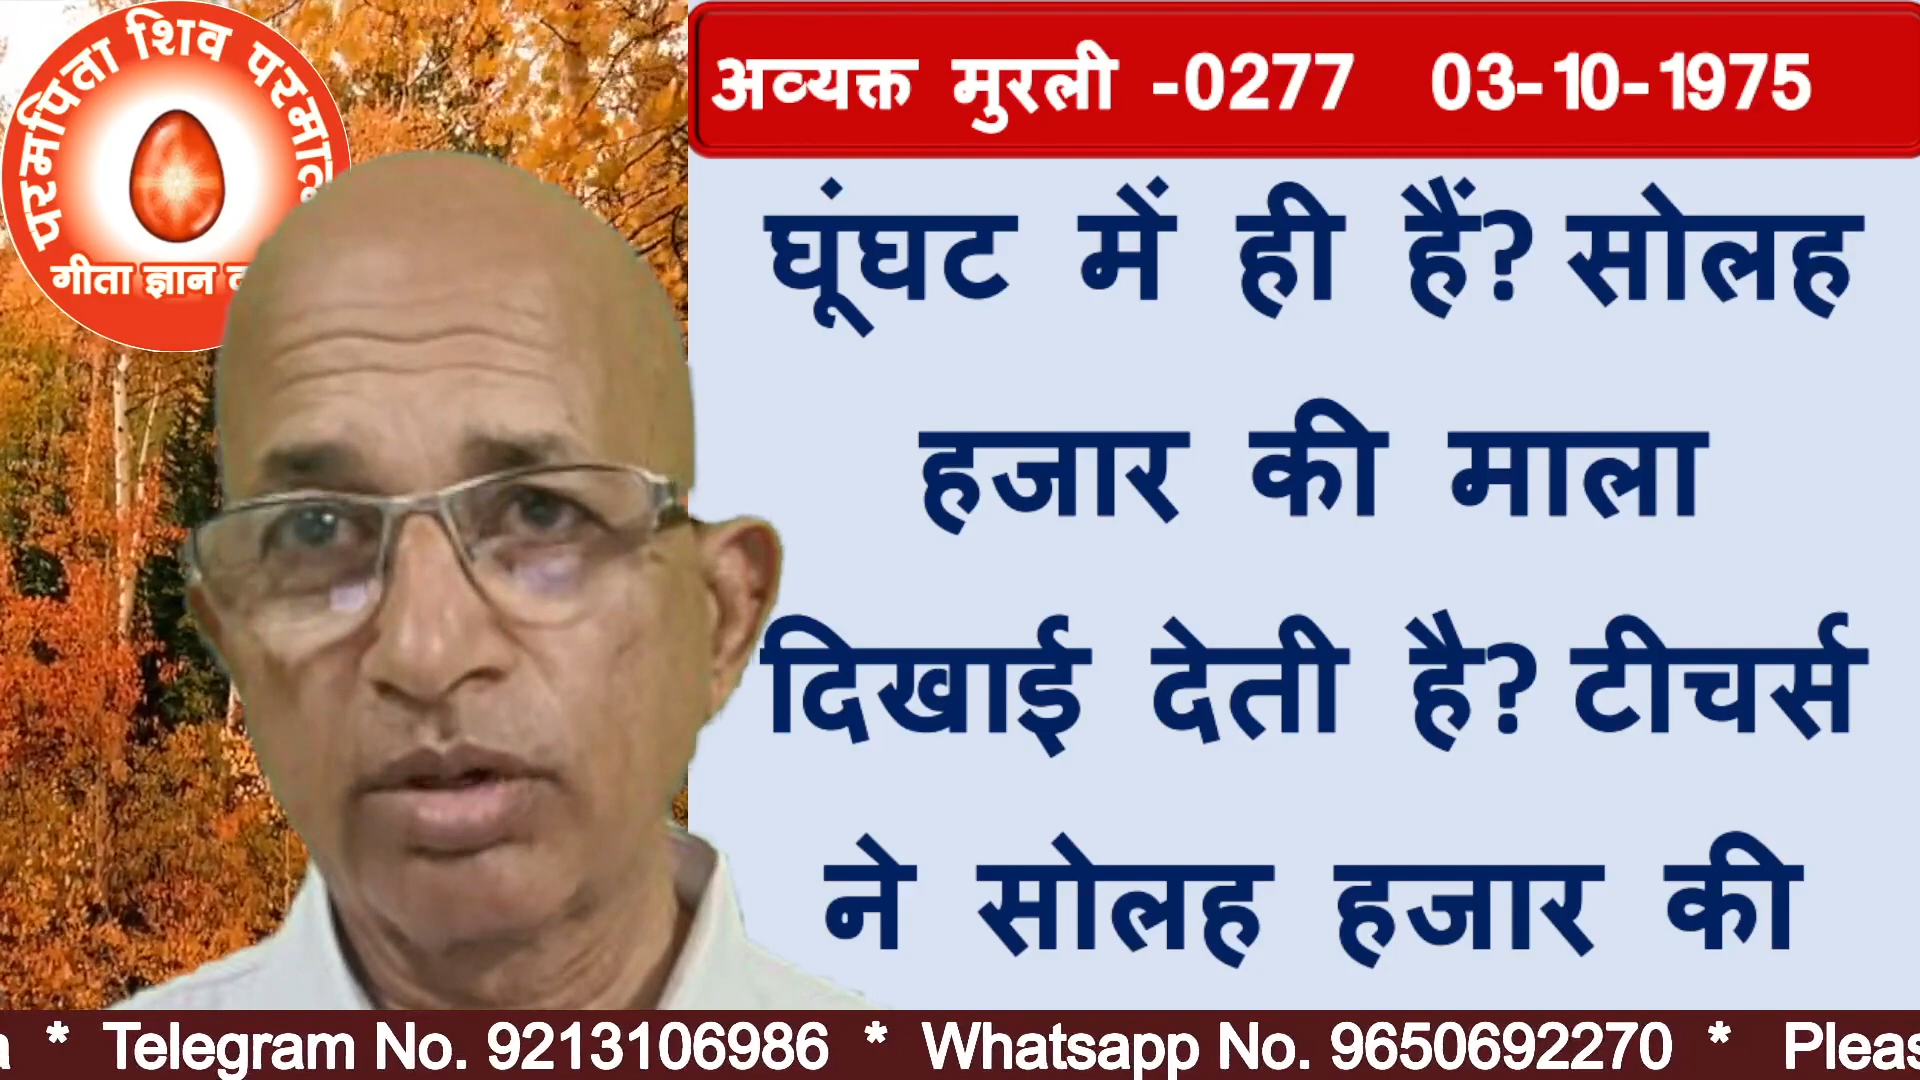 परमपिता शिव
गीता ज्ञान
अव्यक्त मुरली -0277 03-10-1975
घूंघट में ही हैं? सोलह
हजार की माला
दिखाई देती है? टीचर्स
ने सोलह हजार की
* Telegram No. 9213106986 * Whatsapp No. 9650692270 *